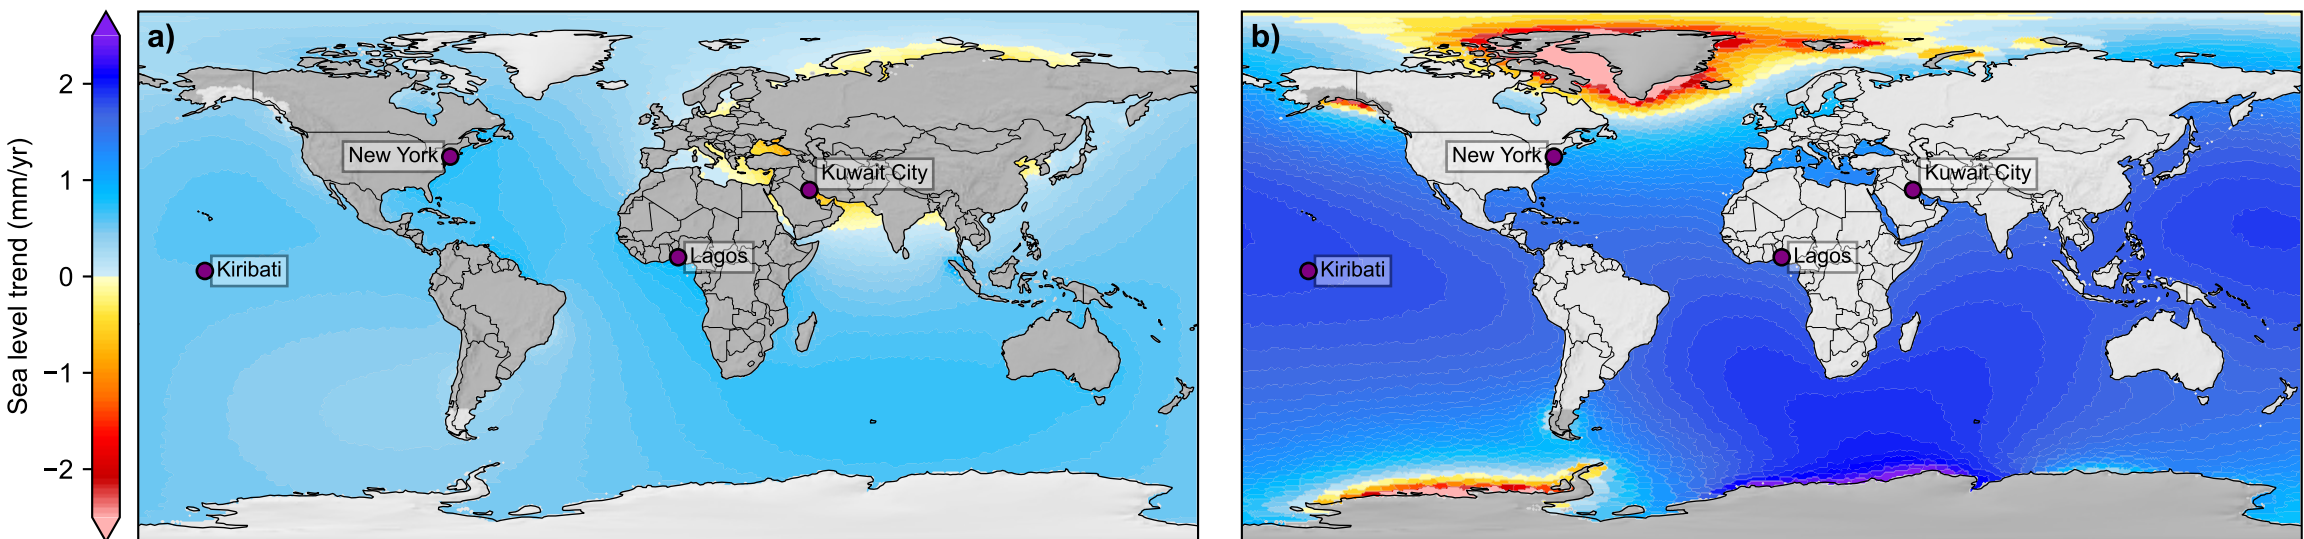 a)
b)
Sea level trend (mm/yr)
2
1
0
−1
−2
New York
Kuwait City
Lagos
Kiribati
New York
Kuwait City
Lagos
Kiribati